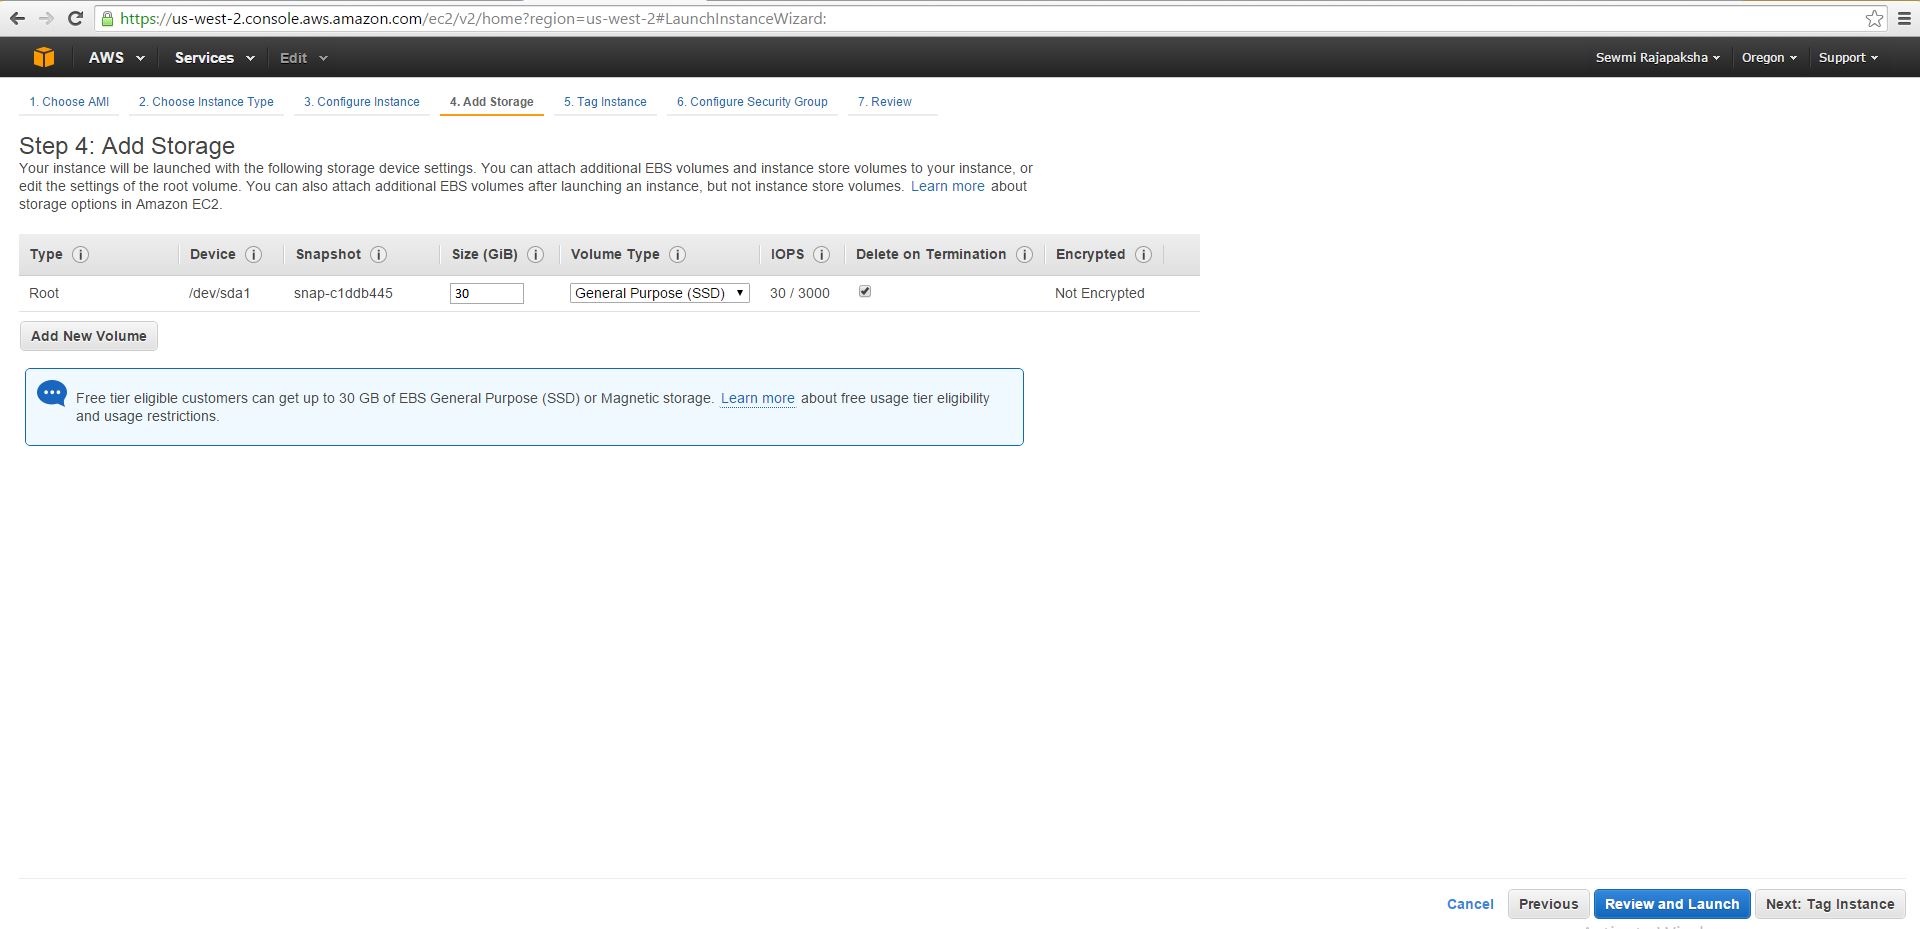 https://us-west-2.console.aws.amazon.com/ec2/v2/home?region=us-west-2#LaunchInstanceWizard:
AWS Services Edit Sewmi Rajapaksha Oregon Support
1. Choose AMI 2. Choose Instance Type 3. Configure Instance 4. Add Storage 5. Tag Instance 6. Configure Security Group 7. Review
Step 4: Add Storage
Your instance will be launched with the following storage device settings. You can attach additional EBS volumes and instance store volumes to your instance, or
edit the settings of the root volume. You can also attach additional EBS volumes after launching an instance, but not instance store volumes. Learn more about
storage options in Amazon EC2.
Type i Device i Snapshot i Size (GiB) i Volume Type i IOPS i Delete on Termination i Encrypted i
Root /dev/sda1 snap-c1ddb445 30 General Purpose (SSD) 30 / 3000 Not Encrypted
Add New Volume
Free tier eligible customers can get up to 30 GB of EBS General Purpose (SSD) or Magnetic storage. Learn more about free usage tier eligibility
and usage restrictions.
Cancel Previous Review and Launch Next: Tag Instance